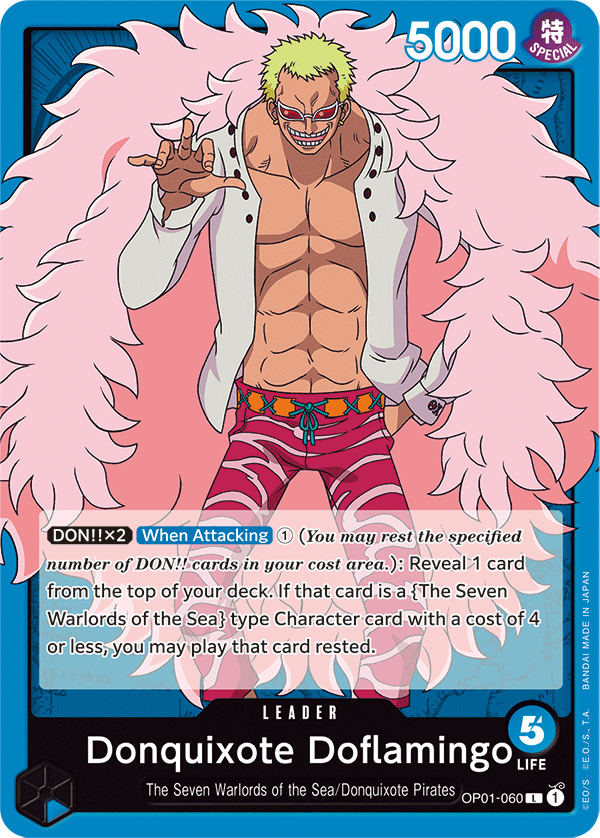 5000 特
SPECIAL
DON!!×2 When Attacking ① (You may rest the specified
number of DON!! cards in your cost area.): Reveal 1 card
from the top of your deck. If that card is a {The Seven
Warlords of the Sea} type Character card with a cost of 4
or less, you may play that card rested.
LEADER
Donquixote Doflamingo
5
LIFE
The Seven Warlords of the Sea/Donquixote Pirates
OP01-060 L 1
©EO/S ©E.O./S., T.A. BANDAI MADE IN JAPAN